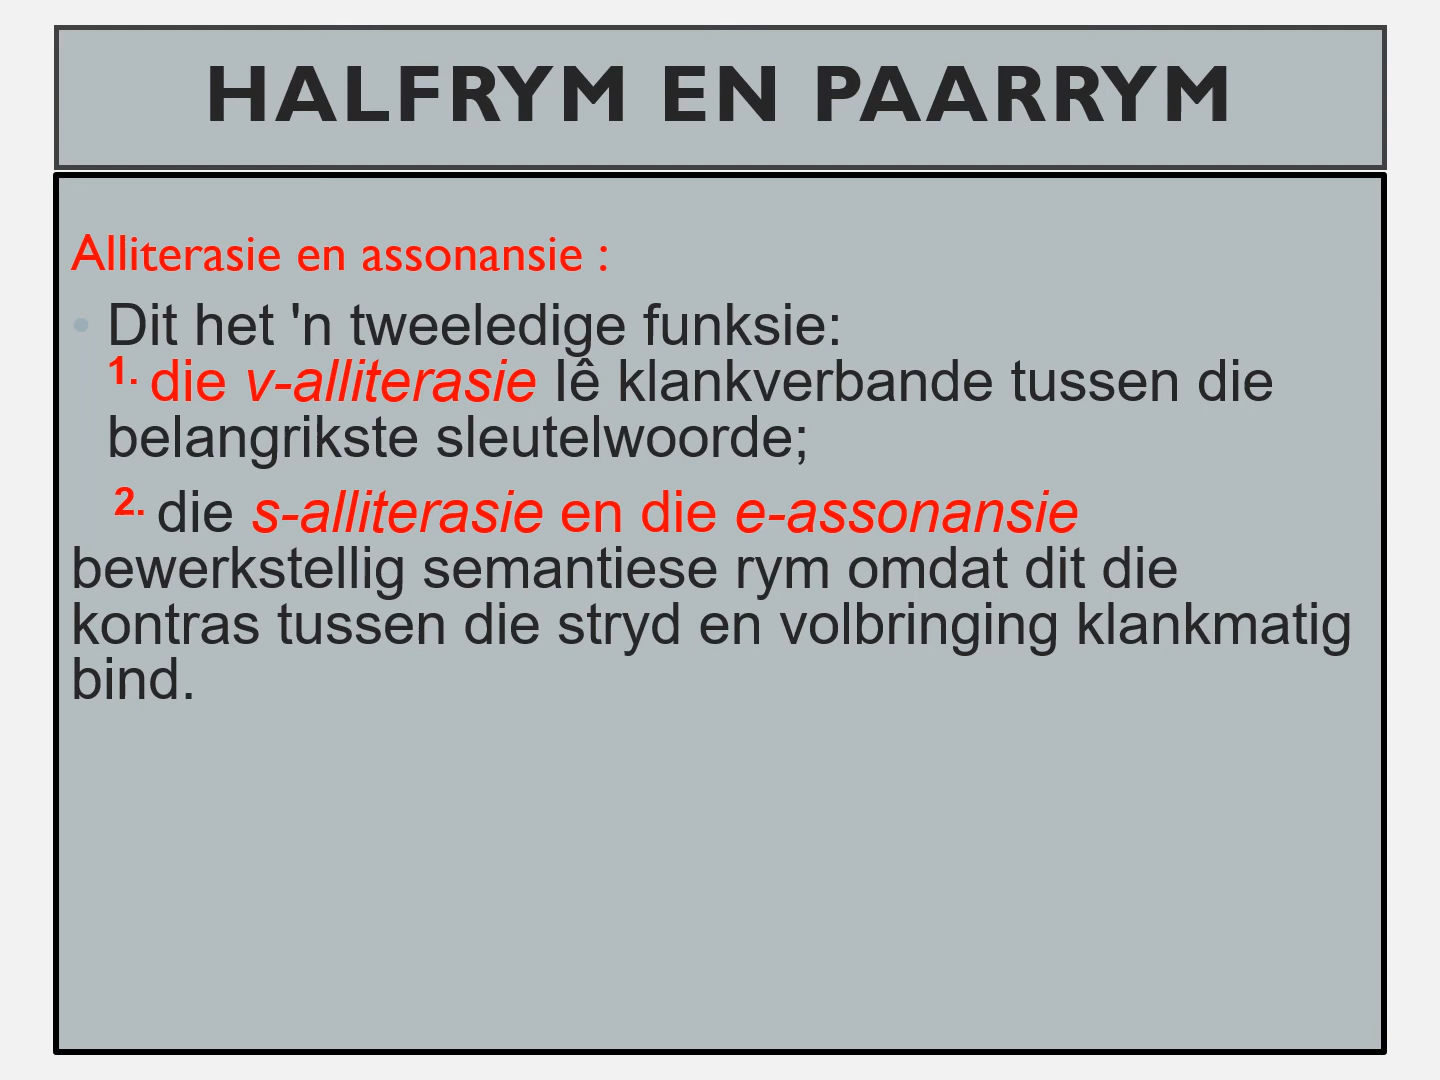 HALFRYM EN PAARRYM
Alliterasie en assonansie :
• Dit het 'n tweeledige funksie:
1. die v-alliterasie lê klankverbande tussen die
belangrikste sleutelwoorde;
2. die s-alliterasie en die e-assonansie
bewerkstellig semantiese rym omdat dit die
kontras tussen die stryd en volbringing klankmatig
bind.